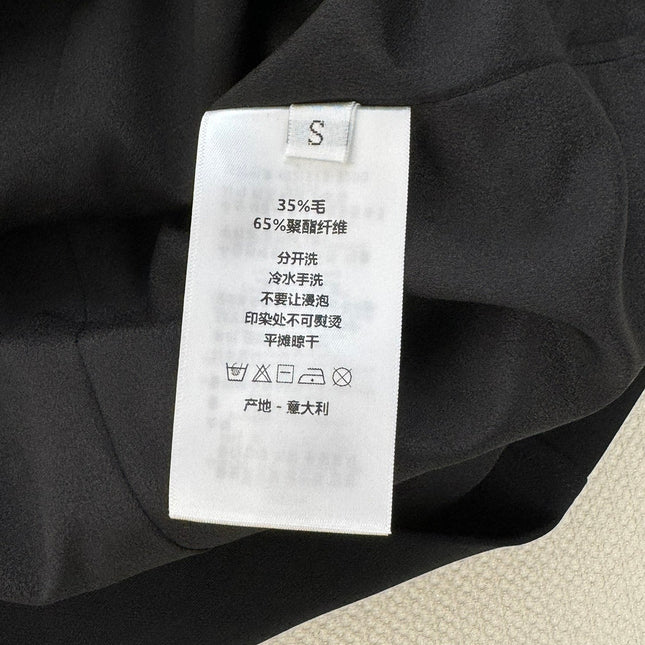 S
35%毛
65%聚酯纤维
分开洗
冷水手洗
不要让浸泡
印染处不可熨烫
平摊晾干
产地 - 意大利